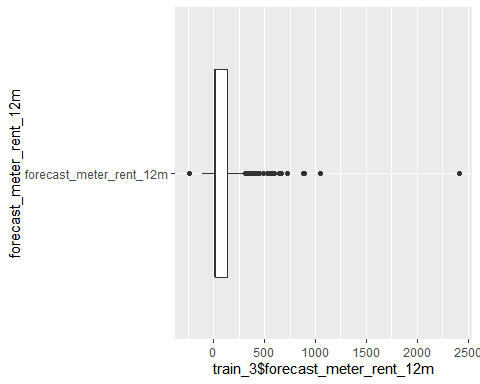 forecast_meter_rent_12m
forecast_meter_rent_12m
0 500 1000 1500 2000 2500
train_3$forecast_meter_rent_12m